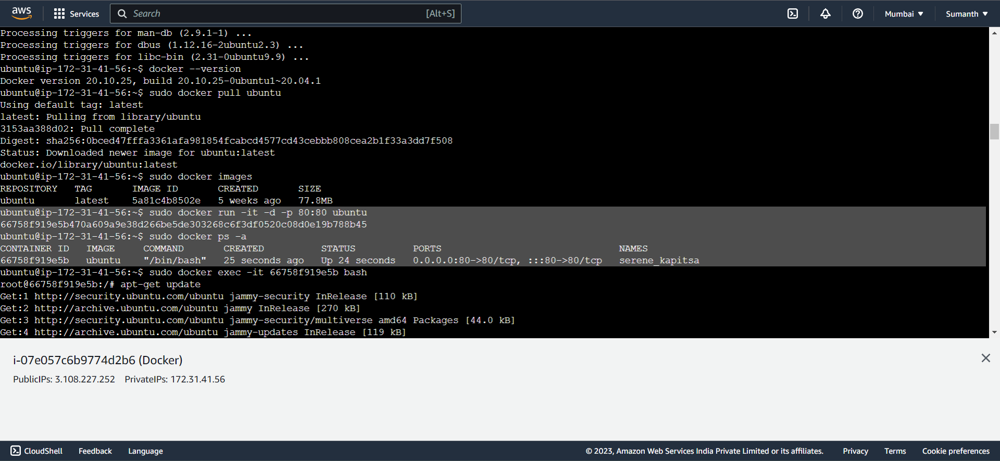 aws Services Search [Alt+S] Mumbai ▼ Sumanth ▼
Processing triggers for man-db (2.9.1-1) ...
Processing triggers for dbus (1.12.16-2ubuntu2.3) ...
Processing triggers for libc-bin (2.31-0ubuntu9.9) ...
ubuntu@ip-172-31-41-56:~$ docker --version
Docker version 20.10.25, build 20.10.25-0ubuntu1~20.04.1
ubuntu@ip-172-31-41-56:~$ sudo docker pull ubuntu
Using default tag: latest
latest: Pulling from library/ubuntu
3153aa388d02: Pull complete
Digest: sha256:0bced47fffa3361afa981854fcabcd4577cd43cebbb808cea2b1f33a3dd7f508
Status: Downloaded newer image for ubuntu:latest
docker.io/library/ubuntu:latest
ubuntu@ip-172-31-41-56:~$ sudo docker images
REPOSITORY   TAG       IMAGE ID       CREATED       SIZE
ubuntu       latest    5a81c4b8502e   5 weeks ago   77.8MB
ubuntu@ip-172-31-41-56:~$ sudo docker run -it -d -p 80:80 ubuntu
66758f919e5b470a609a9e38d266be5de303268c6f3df0520c08d0e19b788b45
ubuntu@ip-172-31-41-56:~$ sudo docker ps -a
CONTAINER ID   IMAGE     COMMAND       CREATED          STATUS          PORTS                               NAMES
66758f919e5b   ubuntu    "/bin/bash"   25 seconds ago   Up 24 seconds   0.0.0.0:80->80/tcp, :::80->80/tcp   serene_kapitsa
ubuntu@ip-172-31-41-56:~$ sudo docker exec -it 66758f919e5b bash
root@66758f919e5b:/# apt-get update
Get:1 http://security.ubuntu.com/ubuntu jammy-security InRelease [110 kB]
Get:2 http://archive.ubuntu.com/ubuntu jammy InRelease [270 kB]
Get:3 http://security.ubuntu.com/ubuntu jammy-security/multiverse amd64 Packages [44.0 kB]
Get:4 http://archive.ubuntu.com/ubuntu jammy-updates InRelease [119 kB]
i-07e057c6b9774d2b6 (Docker)
PublicIPs: 3.108.227.252 PrivateIPs: 172.31.41.56
CloudShell Feedback Language © 2023, Amazon Web Services India Private Limited or its affiliates. Privacy Terms Cookie preferences